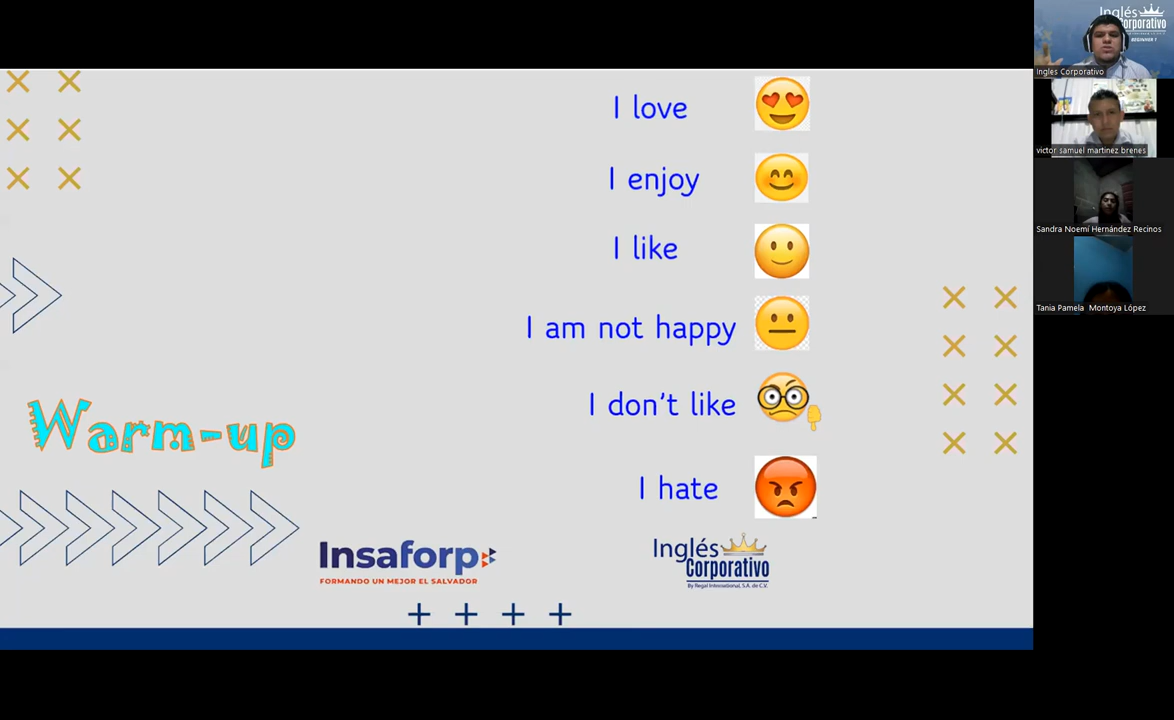 I love
I enjoy
I like
I am not happy
I don't like
I hate
Warm-up
Insaforp
FORMANDO UN MEJOR EL SALVADOR
Inglés
Corporativo
By Regal International, S.A. de C.V.
Inglés
Corporativo
BEGINNER 1
Ingles Corporativo
victor samuel martinez brenes
Sandra Noemí Hernández Recinos
Tania Pamela Montoya López